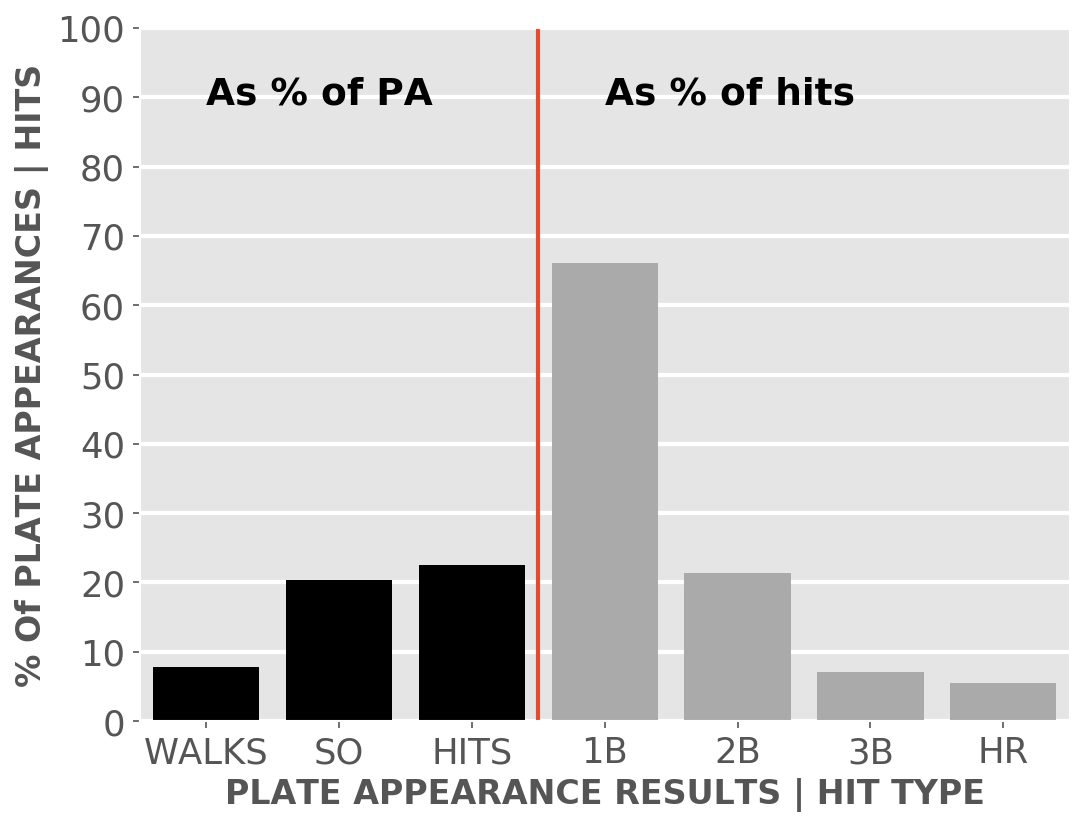 % Of PLATE APPEARANCES | HITS
100
90
80
70
60
50
40
30
20
10
0
As % of PA
As % of hits
WALKS SO HITS 1B 2B 3B HR
PLATE APPEARANCE RESULTS | HIT TYPE